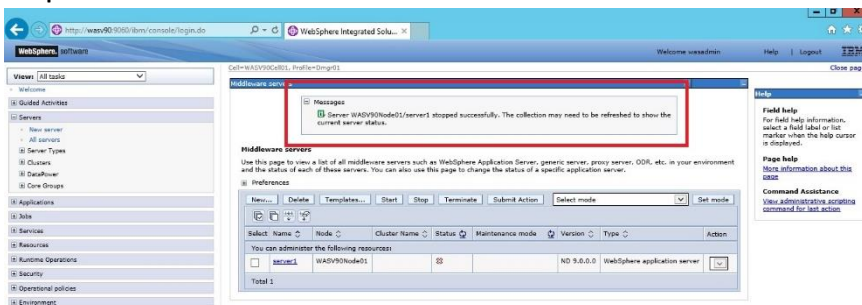 http://wasv90:9060/ibm/console/login.do
WebSphere Integrated Solu...
WebSphere. software
Welcome wasadmin
Help | Logout
IBM
Cell=WASV90Cell01, Profile=Dmgr01
Close page
View: All tasks
Welcome
Guided Activities
Servers
New server
All servers
Server Types
Clusters
DataPower
Core Groups
Applications
Jobs
Services
Resources
Runtime Operations
Security
Operational policies
Environment
Middleware servers
Messages
Server WASV90Node01/server1 stopped successfully. The collection may need to be refreshed to show the
current server status.
Middleware servers
Use this page to view a list of all middleware servers such as WebSphere Application Server, generic server, proxy server, ODR, etc. in your environment
and the status of each of these servers. You can also use this page to change the status of a specific application server.
Preferences
New... Delete Templates... Start Stop Terminate Submit Action Select mode Set mode
Select Name Node Cluster Name Status Maintenance mode Version Type Action
You can administer the following resources:
server1 WASV90Node01 ND 9.0.0.0 WebSphere application server
Total 1
Help
Field help
For field help information,
select a field label or list
marker when the help cursor
is displayed.
Page help
More information about this
page
Command Assistance
View administrative scripting
command for last action